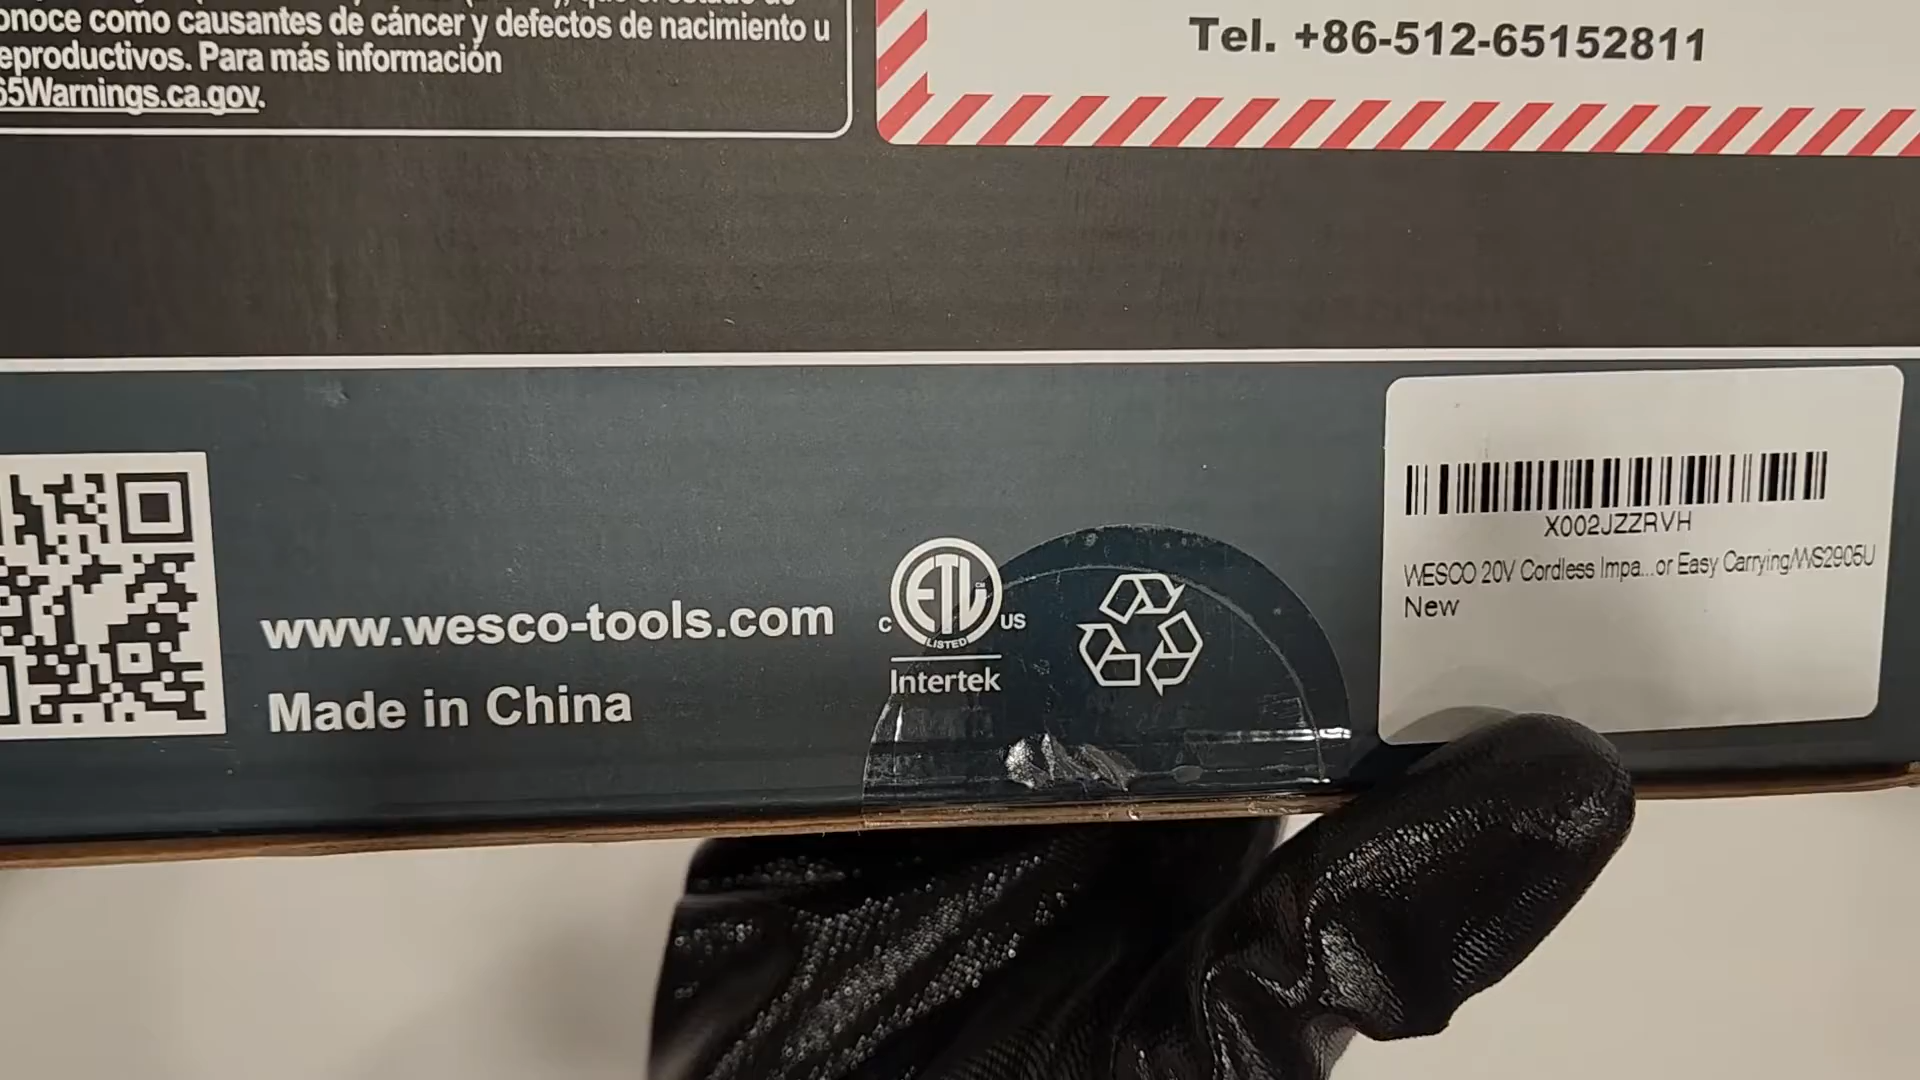 onoce como causantes de cáncer y defectos de nacimiento u
eproductivos. Para más información
65Warnings.ca.gov.
Tel. +86-512-65152811
www.wesco-tools.com
Made in China
C ETL US
LISTED
Intertek
X002JZZRVH
WESCO 20V Cordless Impa...or Easy Carrying/WS2905U
New